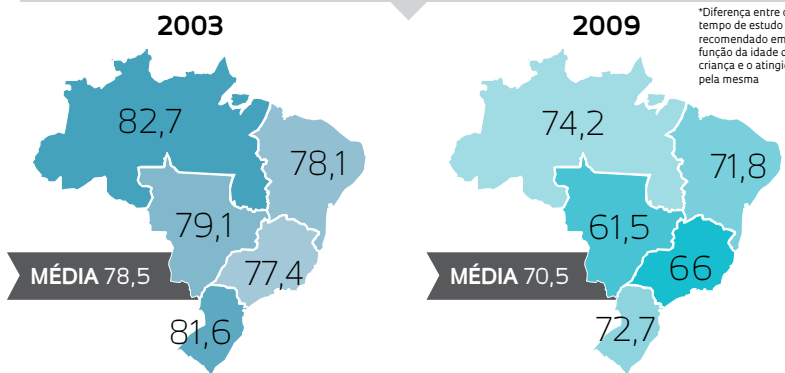 2003
82,7
78,1
79,1
77,4
MÉDIA 78,5
81,6
2009
*Diferença entre
tempo de estudo
recomendado em
função da idade
criança e o
pela mesma
74,2
71,8
61,5
66
MÉDIA 70,5
72,7